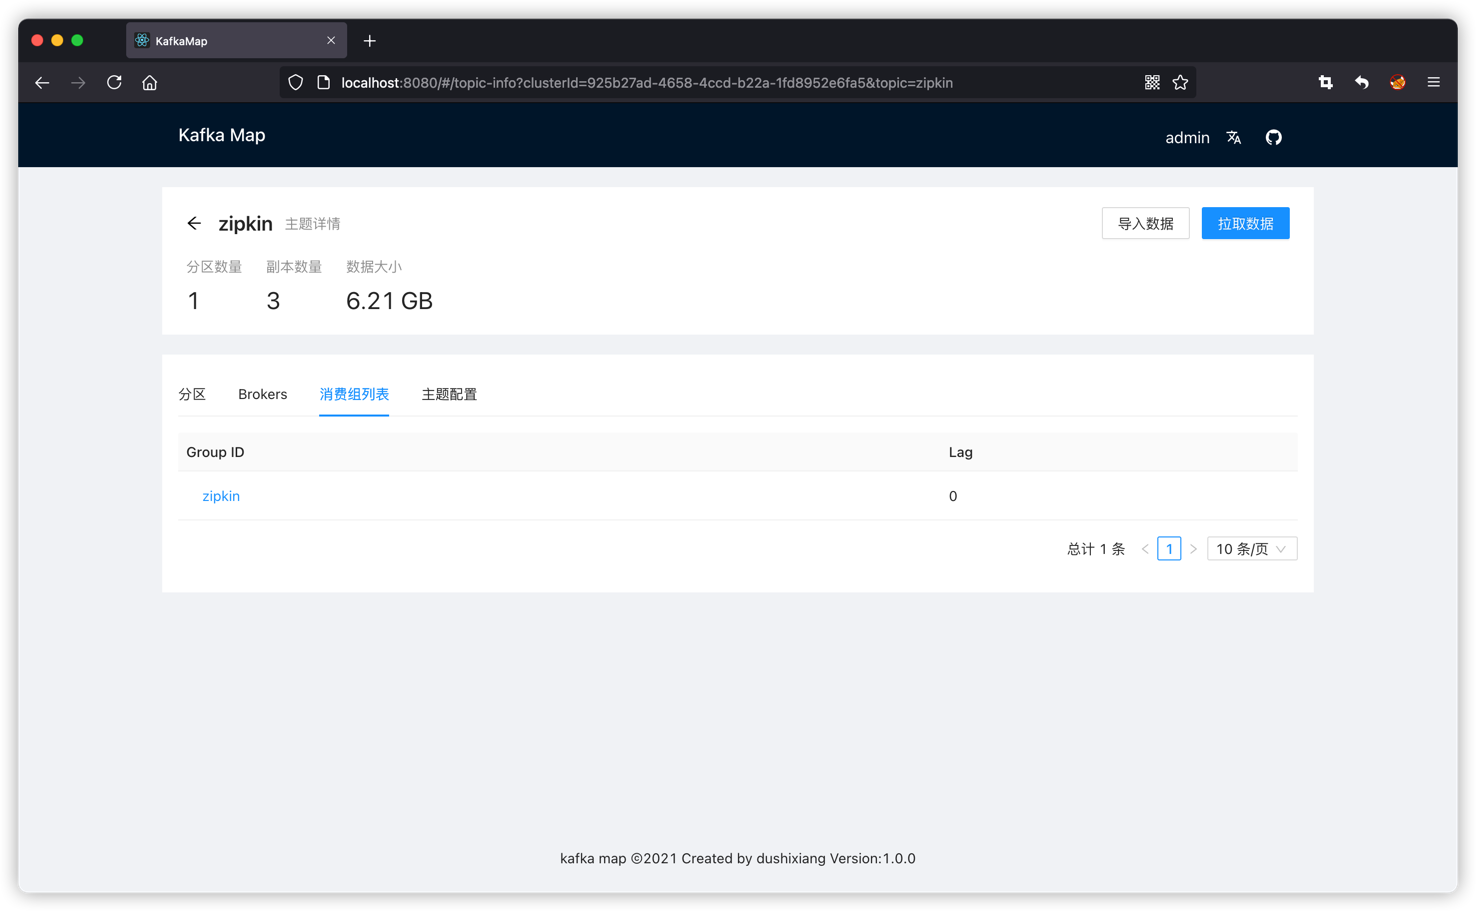 KafkaMap
localhost:8080/#/topic-info?clusterId=925b27ad-4658-4ccd-b22a-1fd8952e6fa5&topic=zipkin
Kafka Map
admin
zipkin 主题详情
导入数据 拉取数据
分区数量 副本数量 数据大小
1 3 6.21 GB
分区 Brokers 消费组列表 主题配置
Group ID Lag
zipkin 0
总计 1 条 1 10 条/页
kafka map ©2021 Created by dushixiang Version:1.0.0